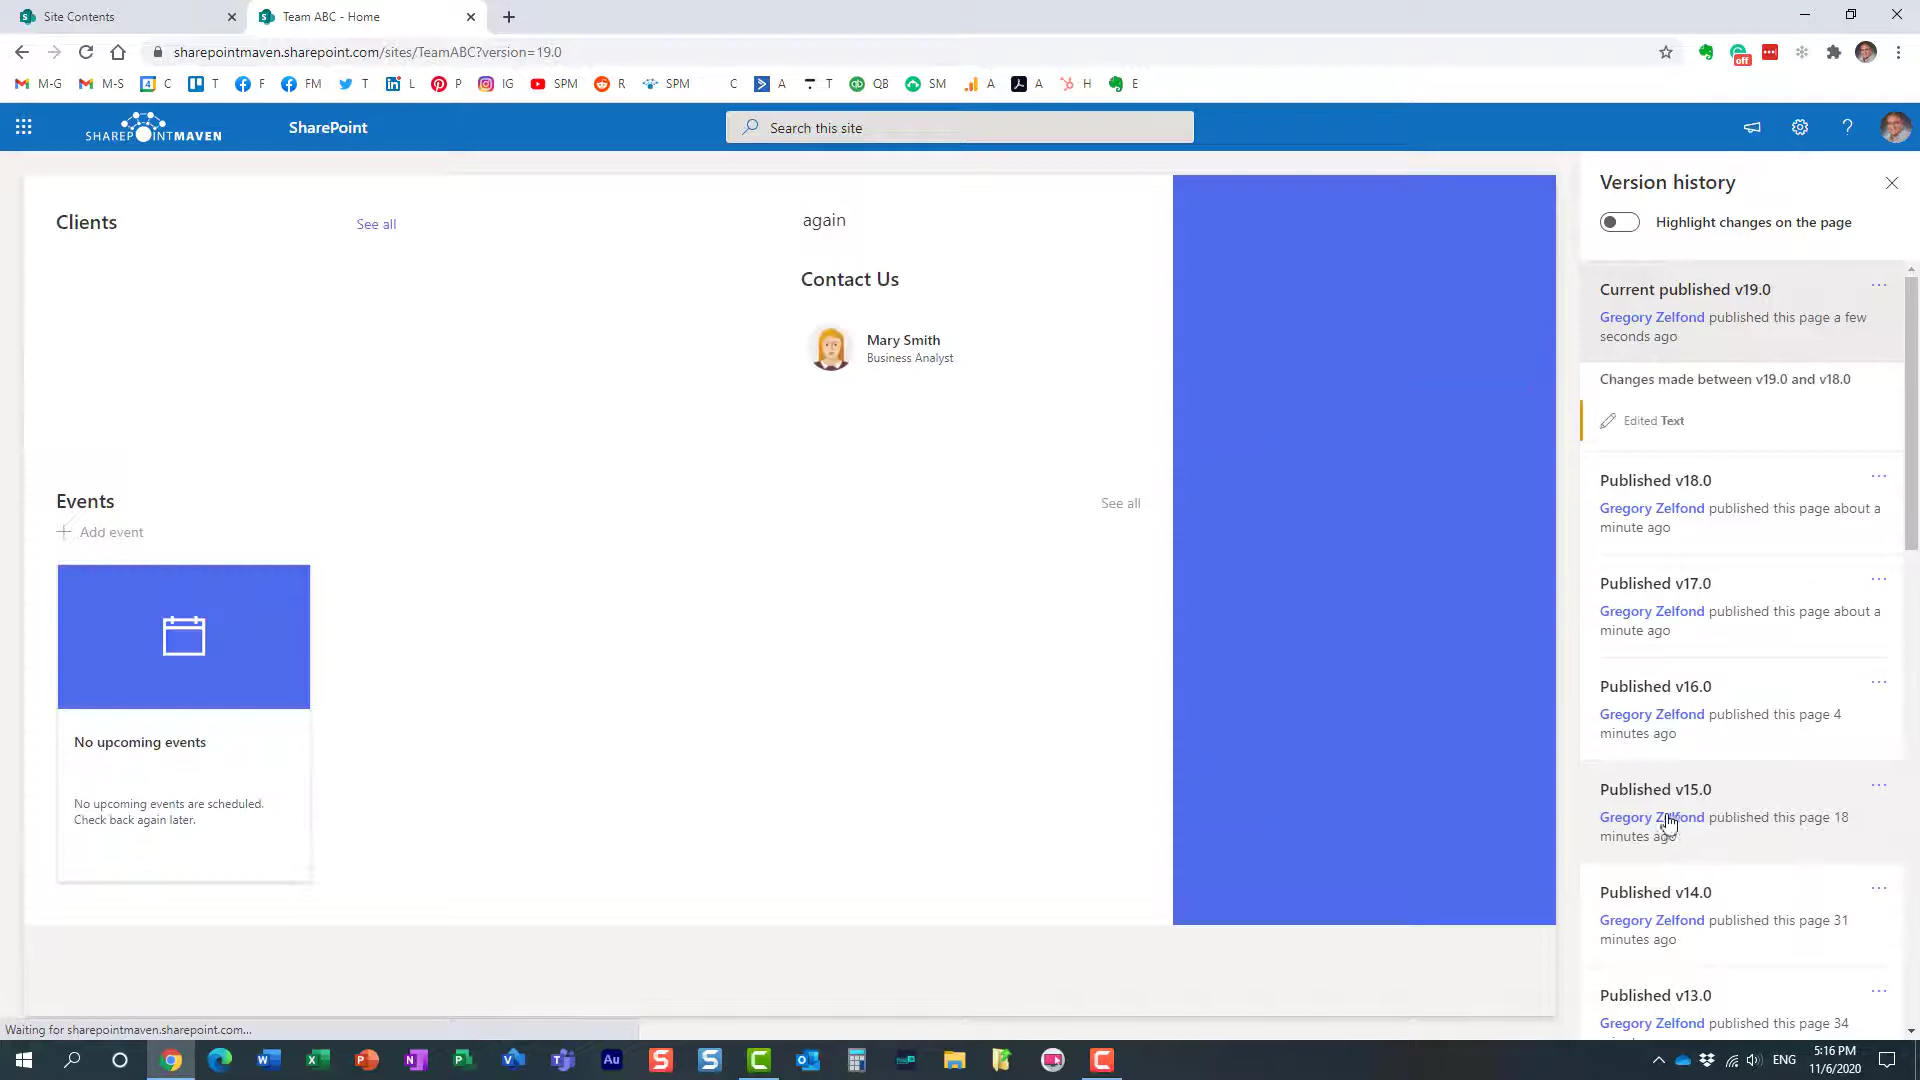 Site Contents
Team ABC - Home
sharepointmaven.sharepoint.com/sites/TeamABC?version=19.0
off
M-G M-S C T F FM T L P IG SPM R SPM C A T QB SM A A H E
SHAREPOINTMAVEN
SharePoint
Search this site
Clients
See all
again
Contact Us
Mary Smith
Business Analyst
Events
See all
Add event
No upcoming events
No upcoming events are scheduled.
Check back again later.
Version history
Highlight changes on the page
Current published v19.0
Gregory Zelfond published this page a few
seconds ago
Changes made between v19.0 and v18.0
Edited Text
Published v18.0
Gregory Zelfond published this page about a
minute ago
Published v17.0
Gregory Zelfond published this page about a
minute ago
Published v16.0
Gregory Zelfond published this page 4
minutes ago
Published v15.0
Gregory Zelfond published this page 18
minutes ago
Published v14.0
Gregory Zelfond published this page 31
minutes ago
Published v13.0
Gregory Zelfond published this page 34
Waiting for sharepointmaven.sharepoint.com...
Au
ENG
5:16 PM
11/6/2020